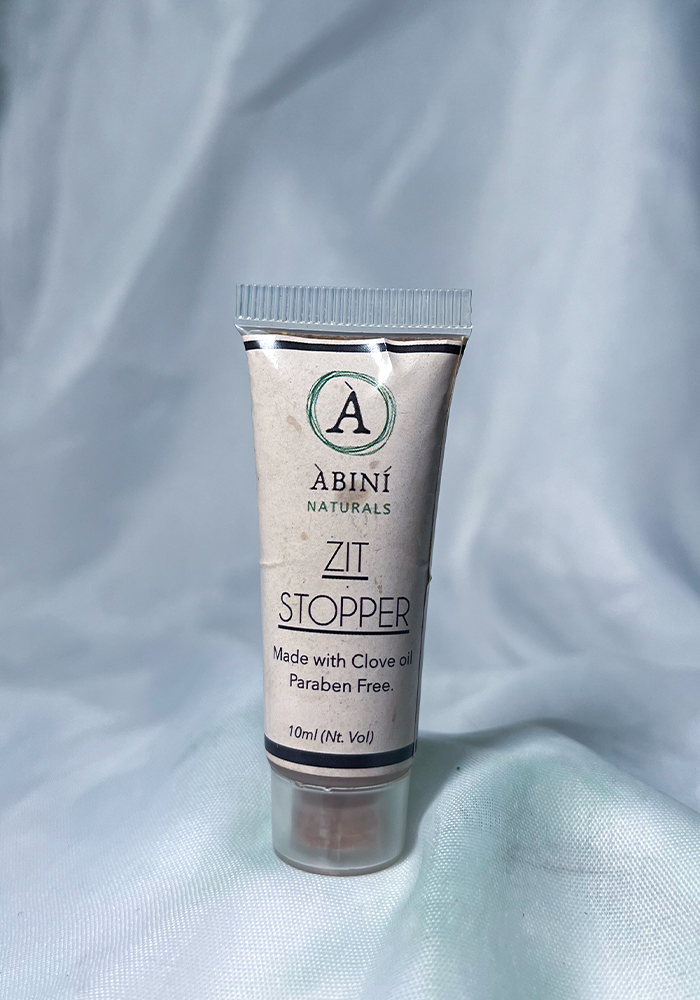 À
ÀBINÍ
NATURALS
ZIT
STOPPER
Made with Clove oil
Paraben Free.
10ml (Nt. Vol)